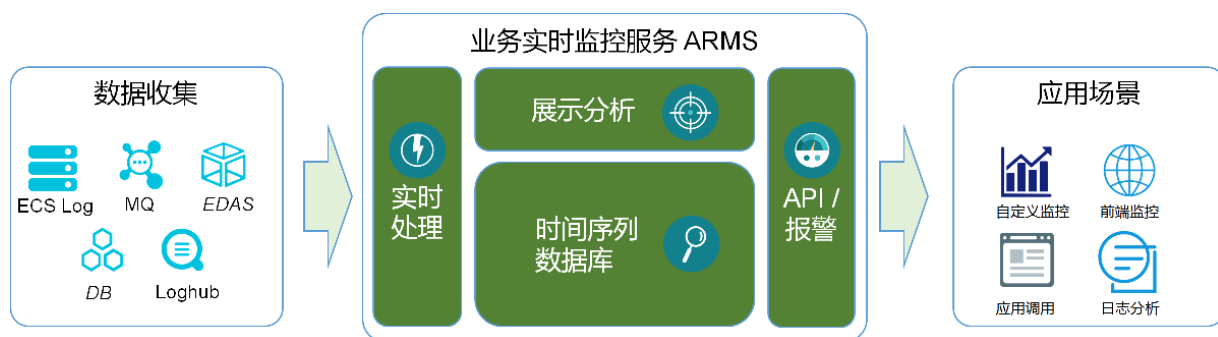 数据收集
ECS Log
MQ
EDAS
DB
Loghub
业务实时监控服务 ARMS
实时
处理
展示分析
时间序列
数据库
API /
报警
应用场景
自定义监控
前端监控
应用调用
日志分析